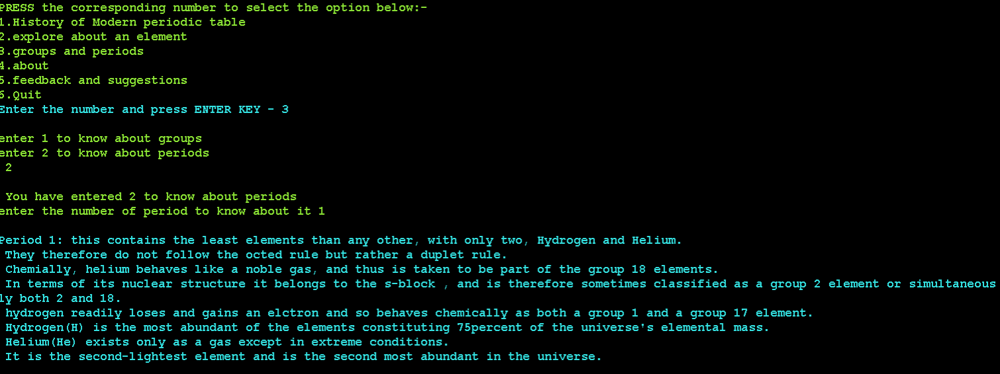 PRESS the corresponding number to select the option below:-
1.History of Modern periodic table
2.explore about an element
3.groups and periods
4.about
5.feedback and suggestions
6.Quit
Enter the number and press ENTER KEY - 3
enter 1 to know about groups
enter 2 to know about periods
2
You have entered 2 to know about periods
enter the number of period to know about it 1
Period 1: this contains the least elements than any other, with only two, Hydrogen and Helium.
They therefore do not follow the octed rule but rather a duplet rule.
Chemially, helium behaves like a noble gas, and thus is taken to be part of the group 18 elements.
In terms of its nuclear structure it belongs to the s-block , and is therefore sometimes classified as a group 2 element or simultaneous
ly both 2 and 18.
hydrogen readily loses and gains an elctron and so behaves chemically as both a group 1 and a group 17 element.
Hydrogen(H) is the most abundant of the elements constituting 75percent of the universe's elemental mass.
Helium(He) exists only as a gas except in extreme conditions.
It is the second-lightest element and is the second most abundant in the universe.